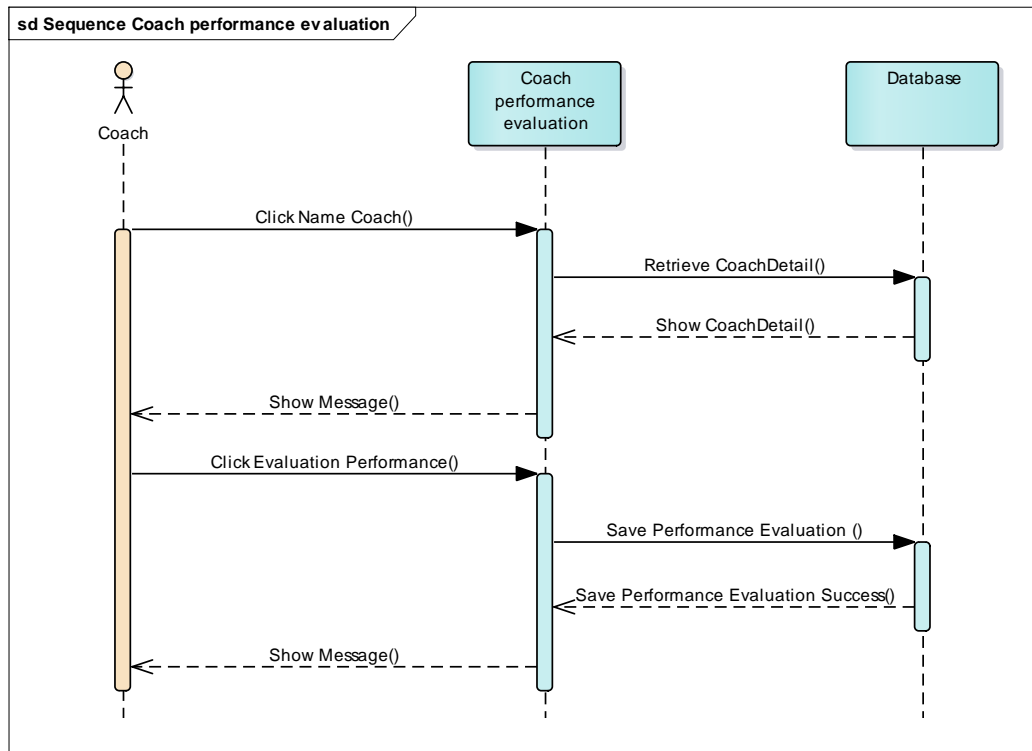 sd Sequence Coach performance evaluation
Coach
Coach
performance
evaluation
Database
Click Name Coach()
Retrieve CoachDetail()
Show CoachDetail()
Show Message()
Click Evaluation Performance()
Save Performance Evaluation ()
Save Performance Evaluation Success()
Show Message()